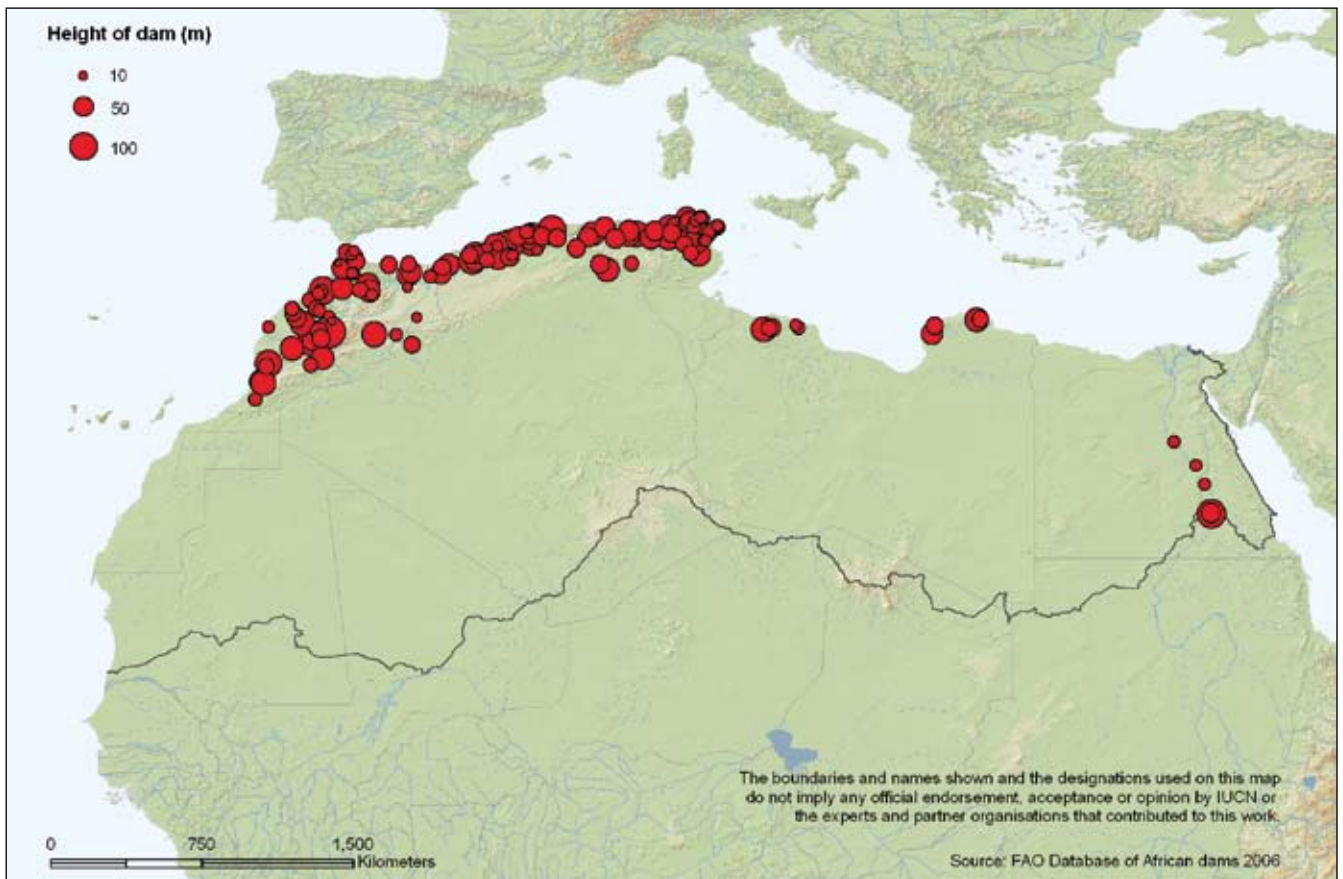 Height of dam (m)
10
50
100
The boundaries and names shown and the designations used on this map
do not imply any official endorsement, acceptance or opinion by IUCN or
the experts and partner organisations that contributed to this work.
0 750 1,500
Kilometers
Source: FAO Database of African dams 2006